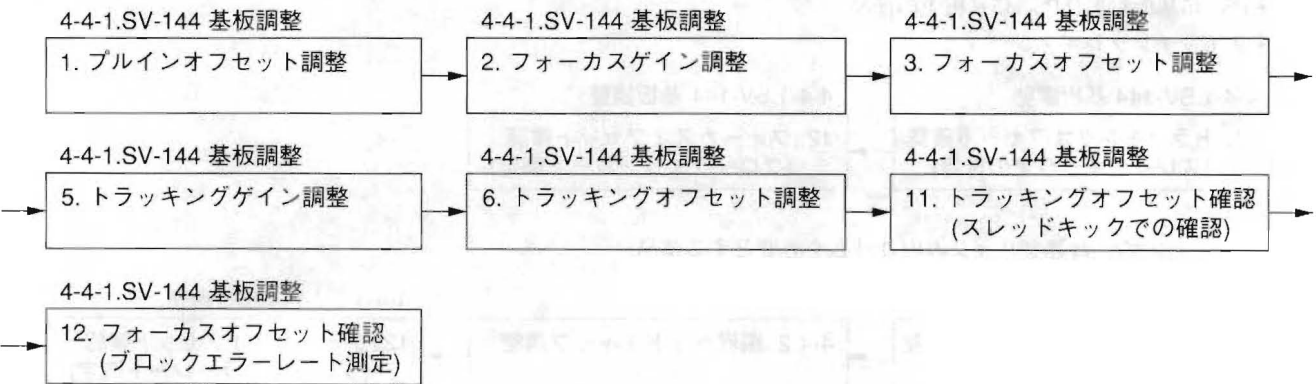 4-4-1.SV-144 基板調整
1. プルインオフセット調整
4-4-1.SV-144 基板調整
2. フォーカスゲイン調整
4-4-1.SV-144 基板調整
3. フォーカスオフセット調整
4-4-1.SV-144 基板調整
5. トラッキングゲイン調整
4-4-1.SV-144 基板調整
6. トラッキングオフセット調整
4-4-1.SV-144 基板調整
11. トラッキングオフセット確認
(スレッドキックでの確認)
4-4-1.SV-144 基板調整
12. フォーカスオフセット確認
(ブロックエラーレート測定)